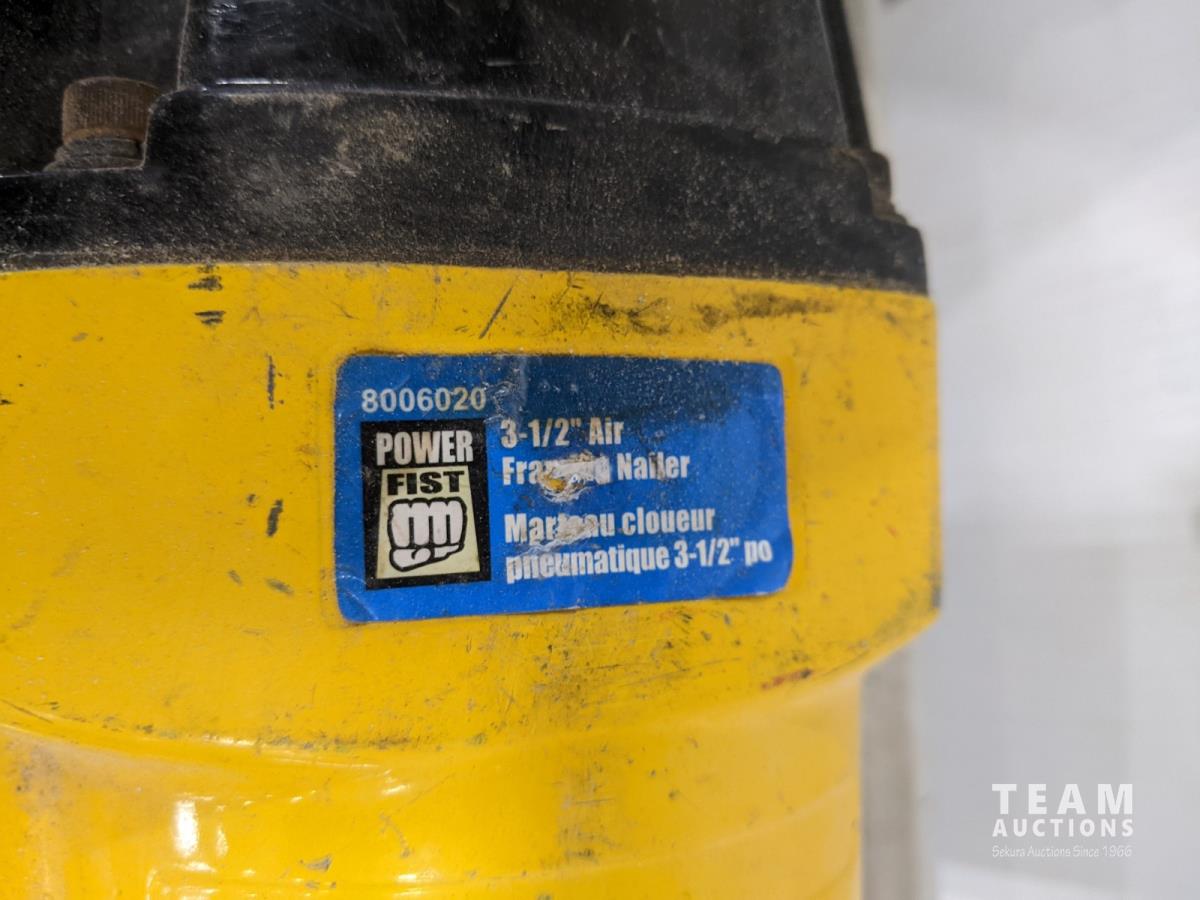 8006020
POWER
FIST
3-1/2" Air
Nailer
cloueur
pneumatique 3-1/2" po
TEAM
AUCTIONS
Sekura Auctions Since 1966